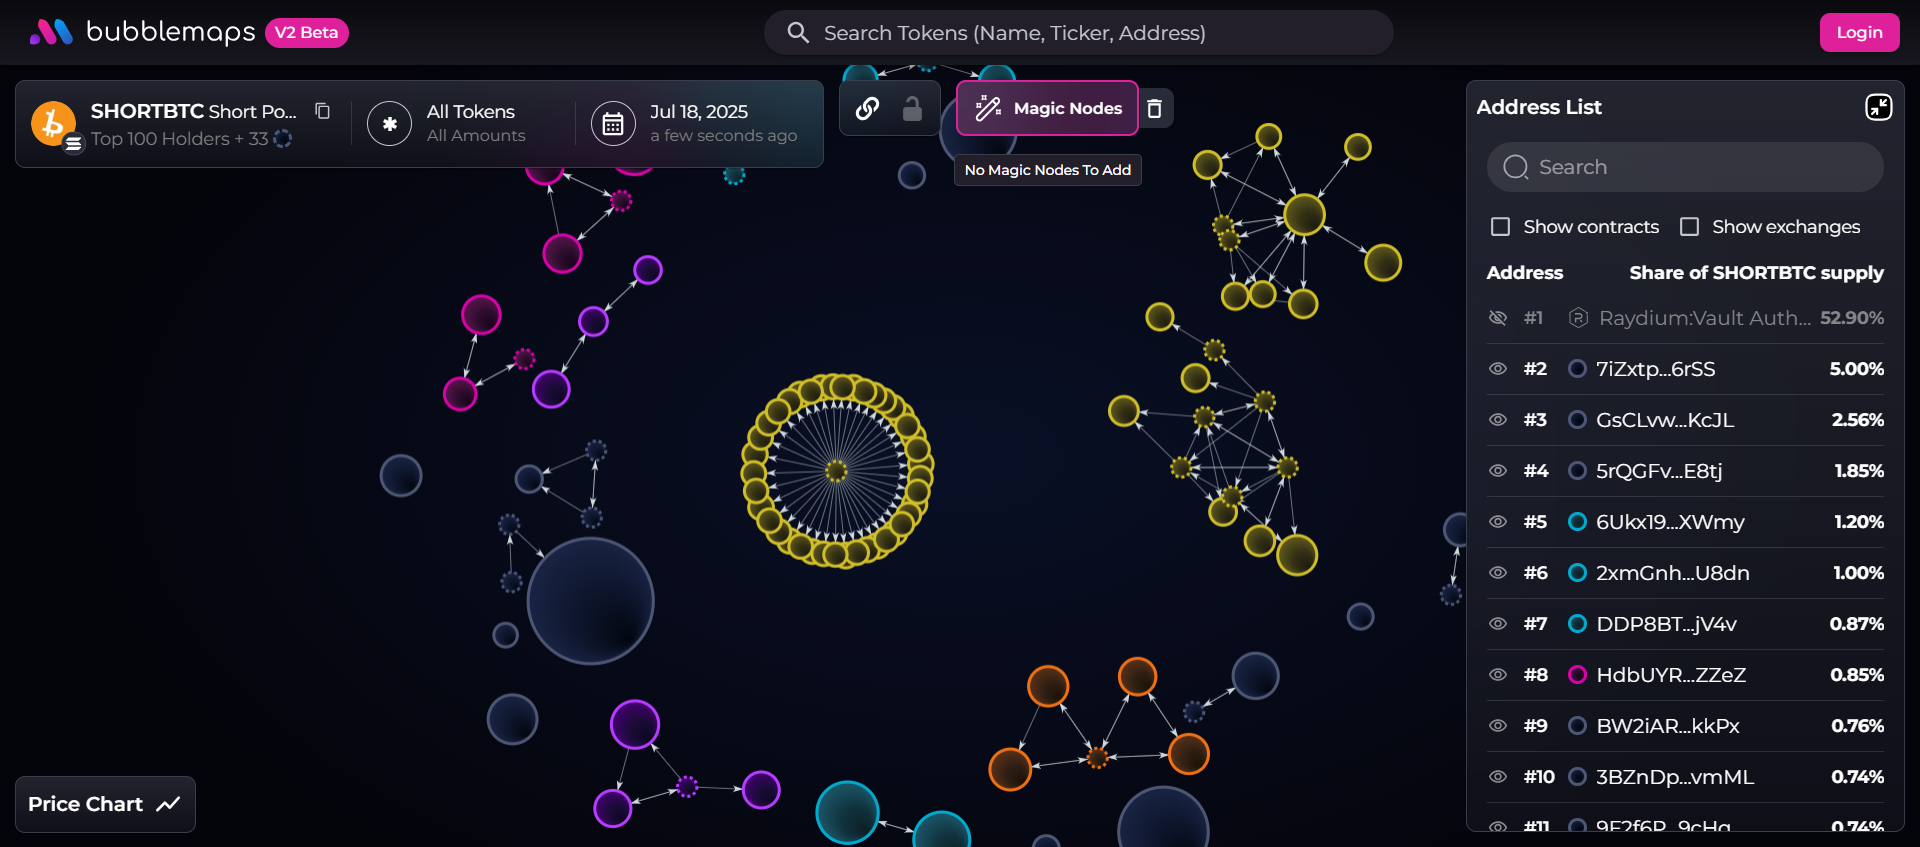 bubblemaps V2 Beta
Search Tokens (Name, Ticker, Address)
Login
SHORTBTC Short Po...
Top 100 Holders + 33
All Tokens
All Amounts
Jul 18, 2025
a few seconds ago
Magic Nodes
No Magic Nodes To Add
Address List
Search
Show contracts Show exchanges
Address Share of SHORTBTC supply
#1 Raydium:Vault Auth... 52.90%
#2 7iZxtp...6rSS 5.00%
#3 GsCLvw...KcJL 2.56%
#4 5rQGFv...E8tj 1.85%
#5 6Ukx19...XWmy 1.20%
#6 2xmGnh...U8dn 1.00%
#7 DDP8BT...jV4v 0.87%
#8 HdbUYR...ZZeZ 0.85%
#9 BW2iAR...kkPx 0.76%
#10 3BZnDp...vmML 0.74%
#11 0.74%
Price Chart